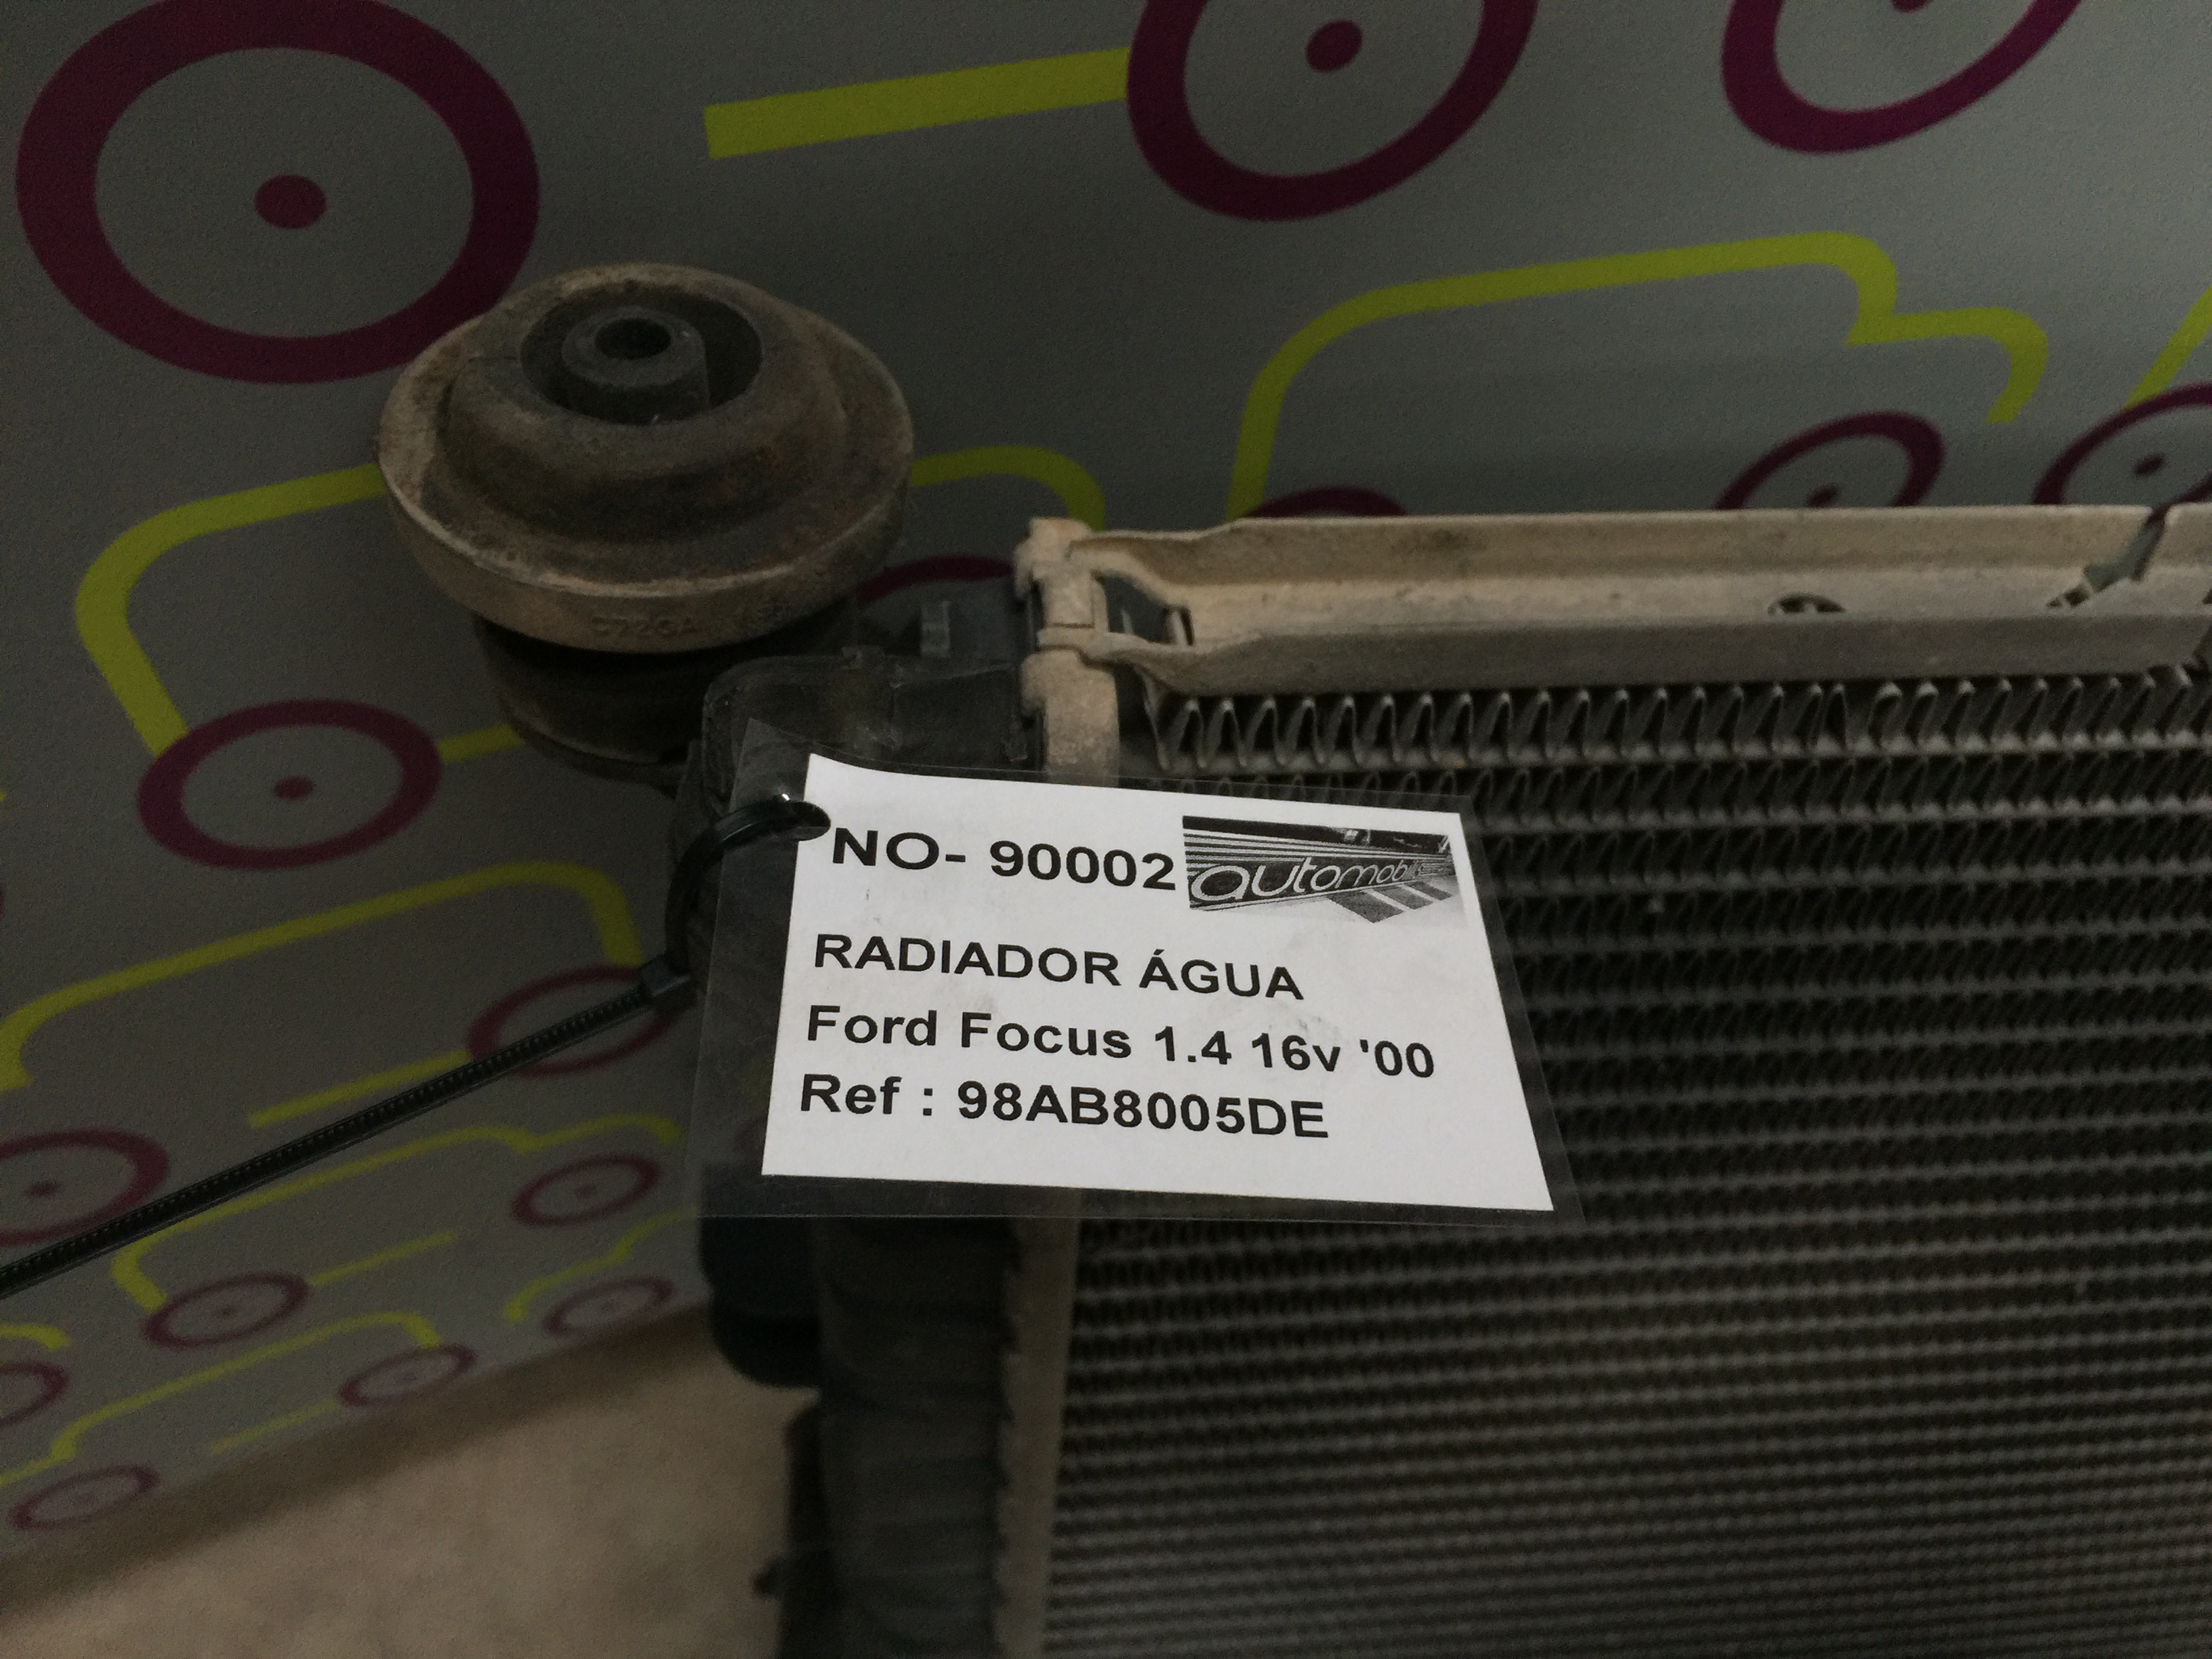 NO- 90002
RADIADOR ÁGUA
Ford Focus 1.4 16v '00
Ref : 98AB8005DE